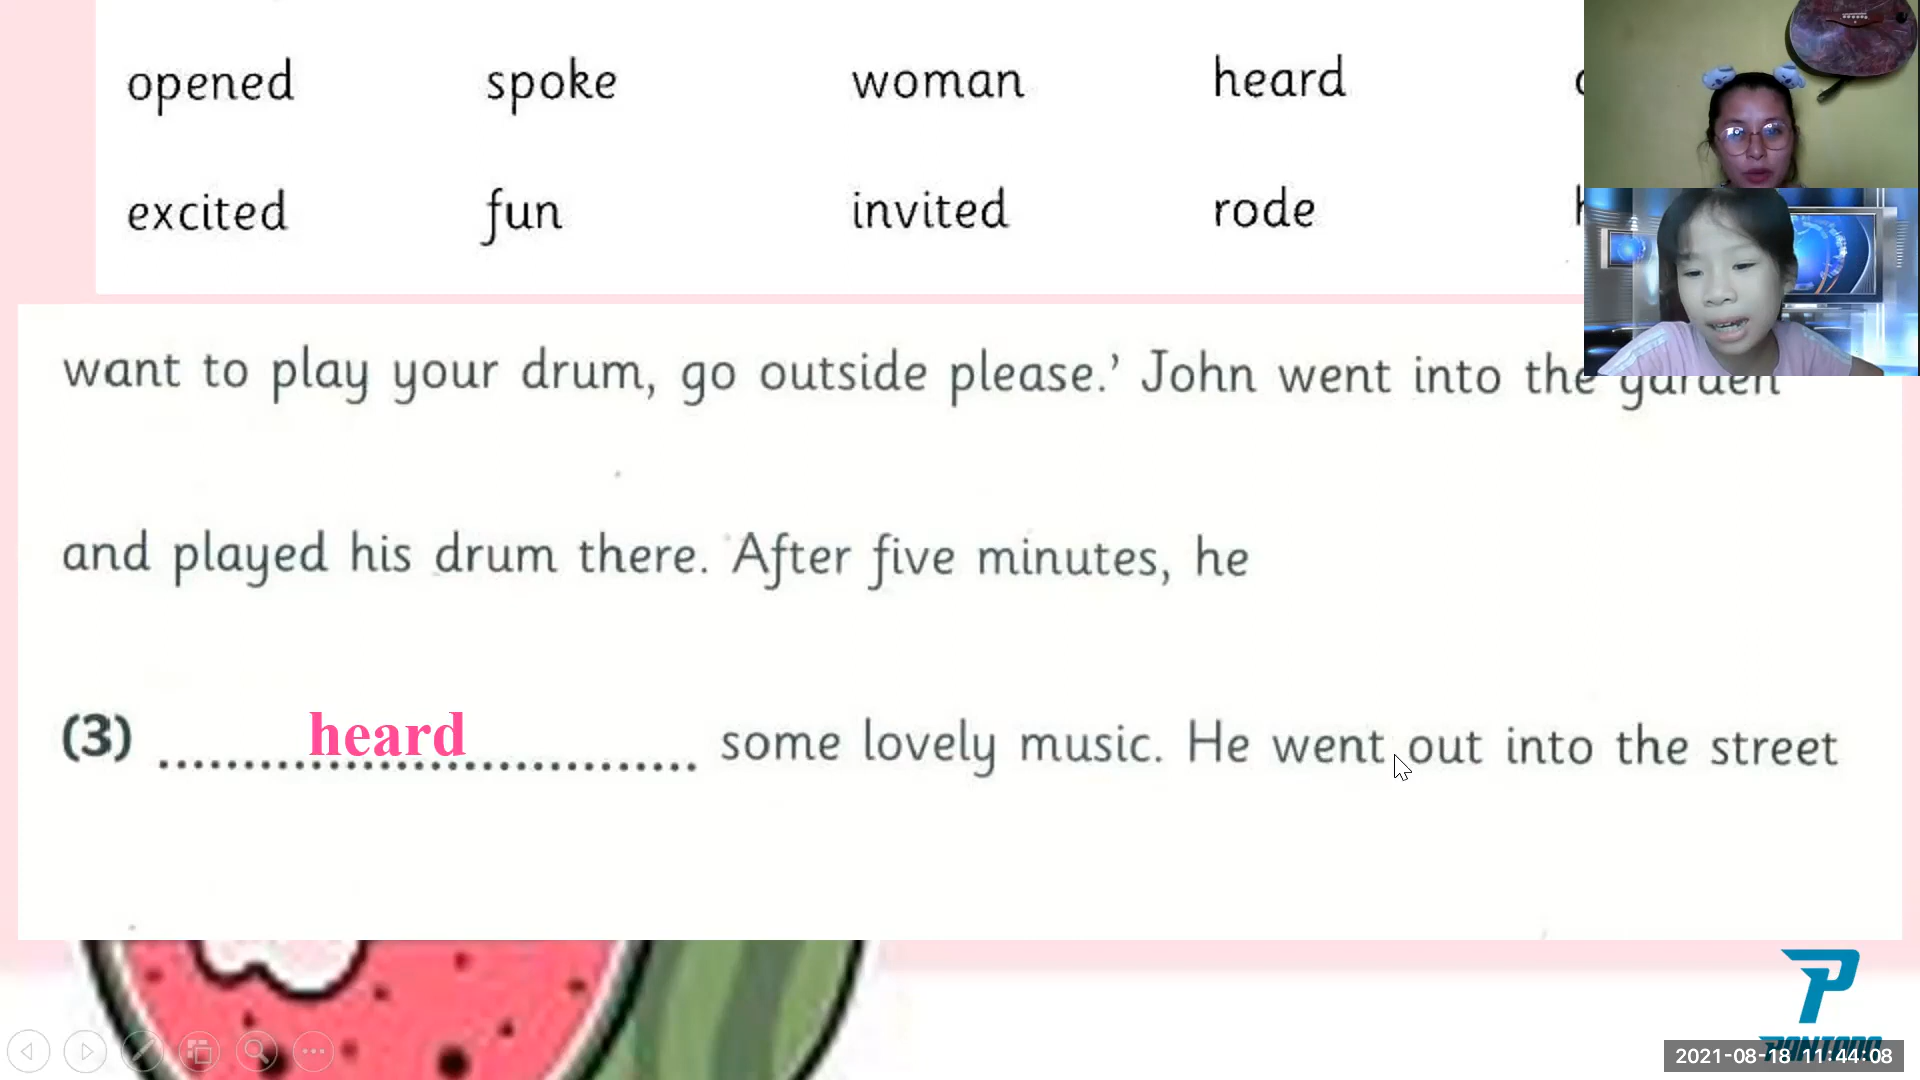 opened spoke woman heard
excited fun invited rode
want to play your drum, go outside please.’ John went into the garden
and played his drum there. After five minutes, he
(3) heard some lovely music. He went out into the street
2021-08-18 11:44:08